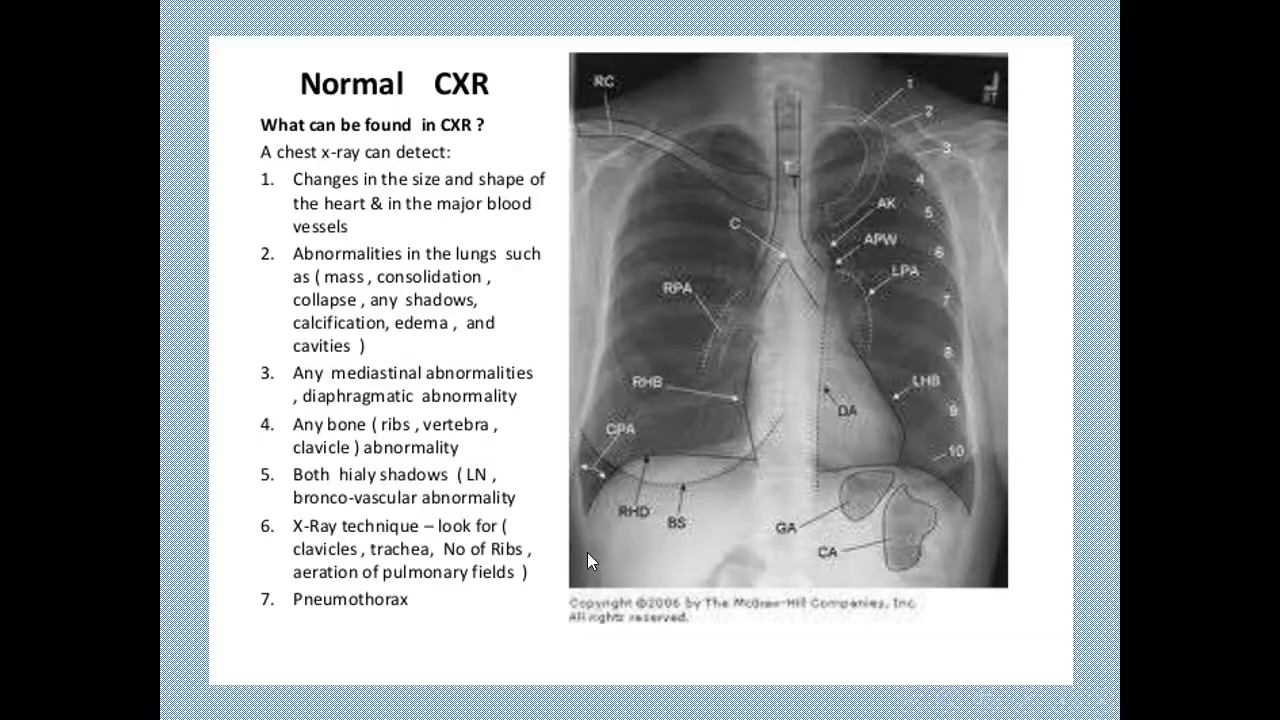 Normal CXR
What can be found in CXR ?
A chest x-ray can detect:
1. Changes in the size and shape of
the heart & in the major blood
vessels
2. Abnormalities in the lungs such
as ( mass , consolidation ,
collapse , any shadows,
calcification, edema , and
cavities )
3. Any mediastinal abnormalities
, diaphragmatic abnormality
4. Any bone ( ribs , vertebra ,
clavicle ) abnormality
5. Both hialy shadows ( LN ,
bronco-vascular abnormality
6. X-Ray technique – look for (
clavicles , trachea, No of Ribs ,
aeration of pulmonary fields )
7. Pneumothorax
RC
1
2
3
T
T
4
AK
5
C
APW
6
LPA
RPA
7
8
RHB
LHB
DA
9
CPA
10
RHD
BS
GA
CA
Copyright ©2006 by The McGraw-Hill Companies, Inc.
All rights reserved.